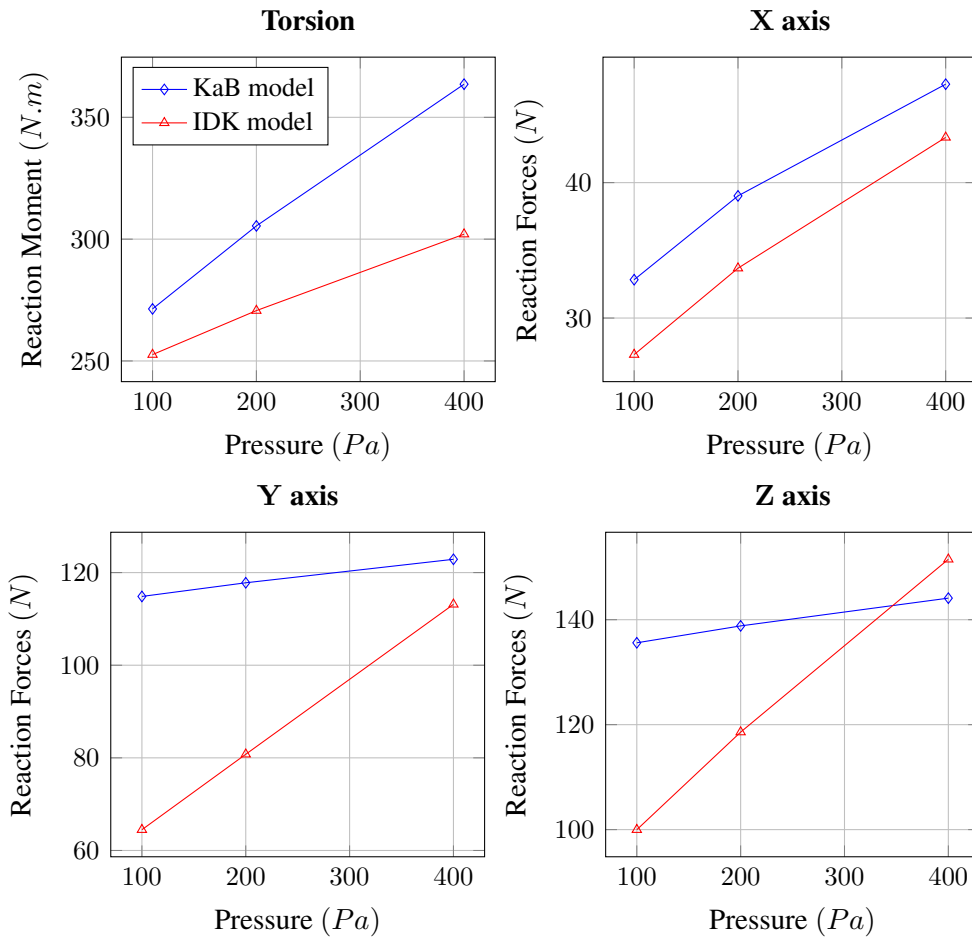 Torsion
Reaction Moment (N.m)
350
300
250
KaB model
IDK model
100 200 300 400
Pressure (Pa)
X axis
Reaction Forces (N)
40
30
100 200 300 400
Pressure (Pa)
Y axis
Reaction Forces (N)
120
100
80
60
100 200 300 400
Pressure (Pa)
Z axis
Reaction Forces (N)
140
120
100
100 200 300 400
Pressure (Pa)